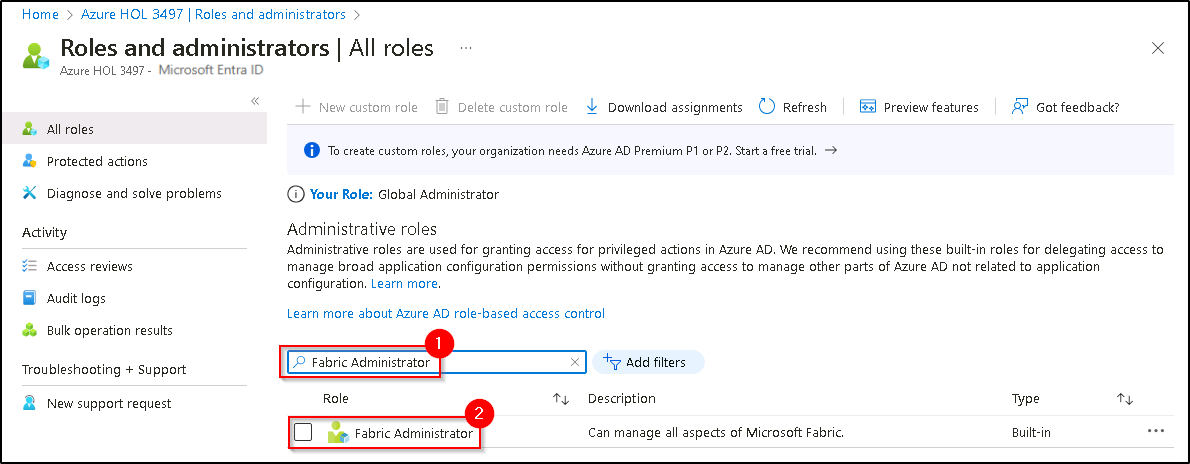 Home > Azure HOL 3497 | Roles and administrators >
Roles and administrators | All roles ...
Azure HOL 3497 - Microsoft Entra ID
«
All roles
Protected actions
Diagnose and solve problems
Activity
Access reviews
Audit logs
Bulk operation results
Troubleshooting + Support
New support request
New custom role Delete custom role Download assignments Refresh Preview features Got feedback?
To create custom roles, your organization needs Azure AD Premium P1 or P2. Start a free trial. →
Your Role: Global Administrator
Administrative roles
Administrative roles are used for granting access for privileged actions in Azure AD. We recommend using these built-in roles for delegating access to
manage broad application configuration permissions without granting access to manage other parts of Azure AD not related to application
configuration. Learn more.
Learn more about Azure AD role-based access control
1
Fabric Administrator Add filters
Role Description Type
2
Fabric Administrator Can manage all aspects of Microsoft Fabric. Built-in ...